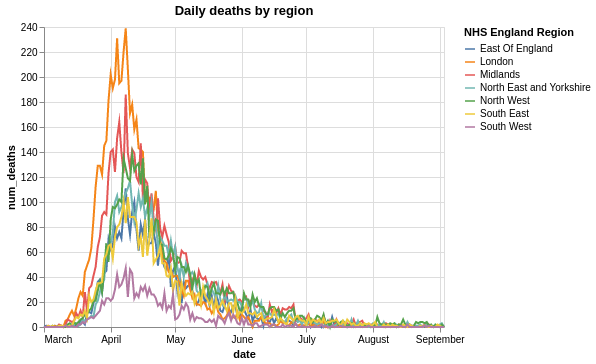 Daily deaths by region
NHS England Region
East Of England
London
Midlands
North East and Yorkshire
North West
South East
South West
num_deaths
240
220
200
180
160
140
120
100
80
60
40
20
0
March April May June July August September
date